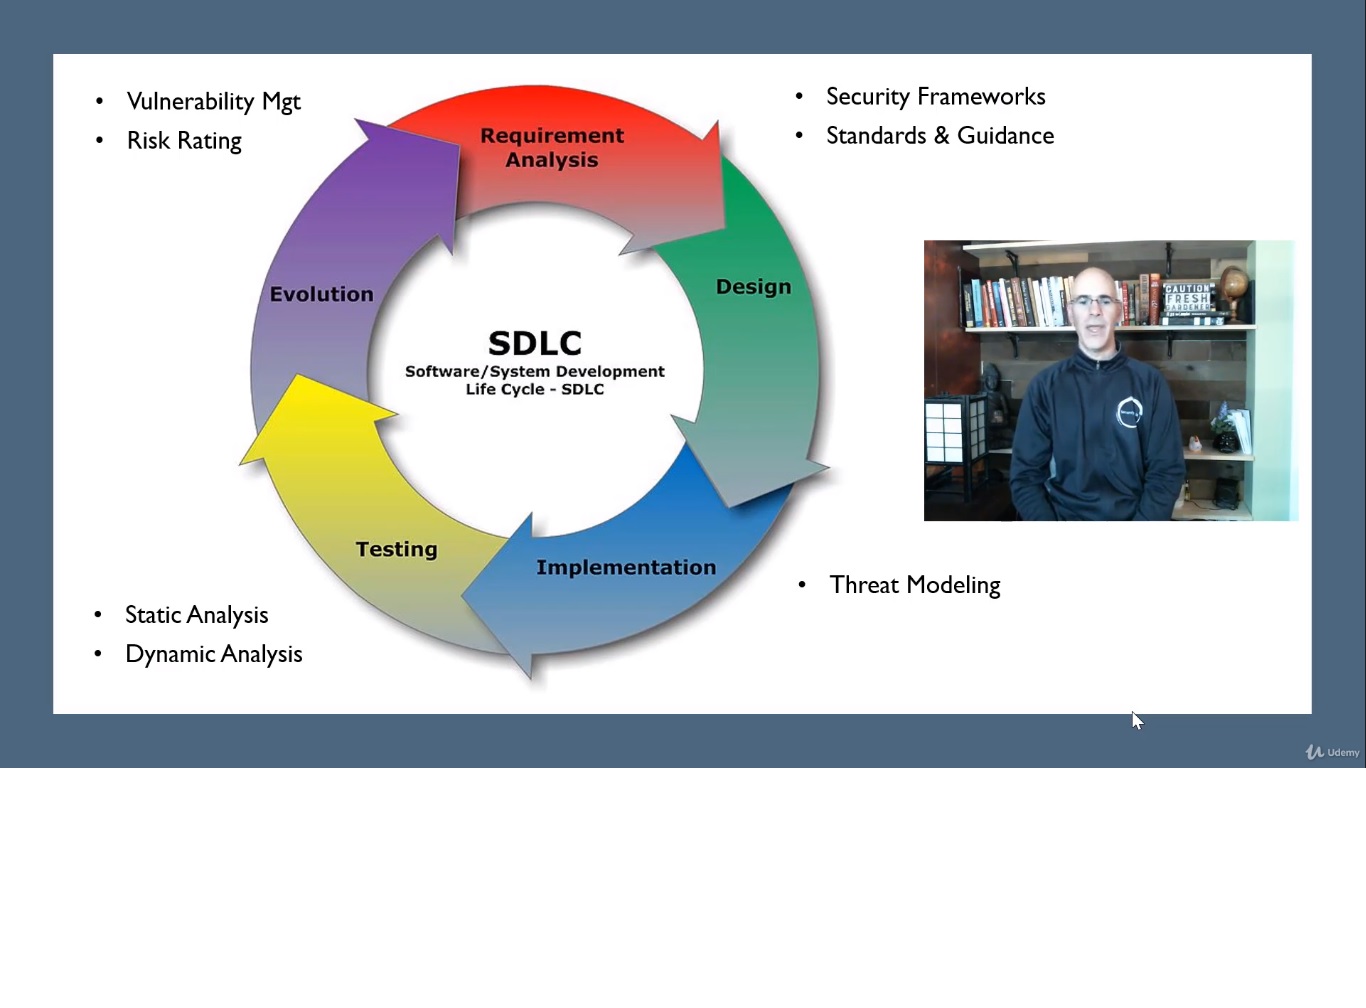 Vulnerability Mgt
Risk Rating
Security Frameworks
Standards & Guidance
Requirement
Analysis
Design
Evolution
SDLC
Software/System Development
Life Cycle - SDLC
CAUTION
FRESH
GARDENER
Testing
Implementation
Threat Modeling
Static Analysis
Dynamic Analysis
Udemy